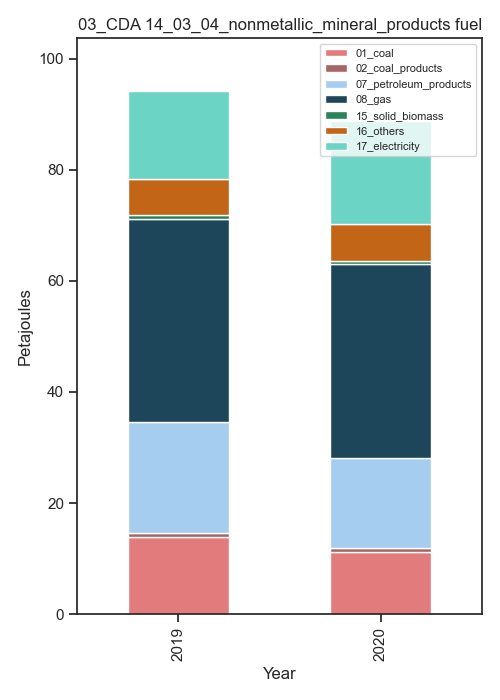 03_CDA 14_03_04_nonmetallic_mineral_products fuel
01_coal
02_coal_products
07_petroleum_products
08_gas
15_solid_biomass
16_others
17_electricity
100
80
60
40
20
0
Petajoules
2019
2020
Year